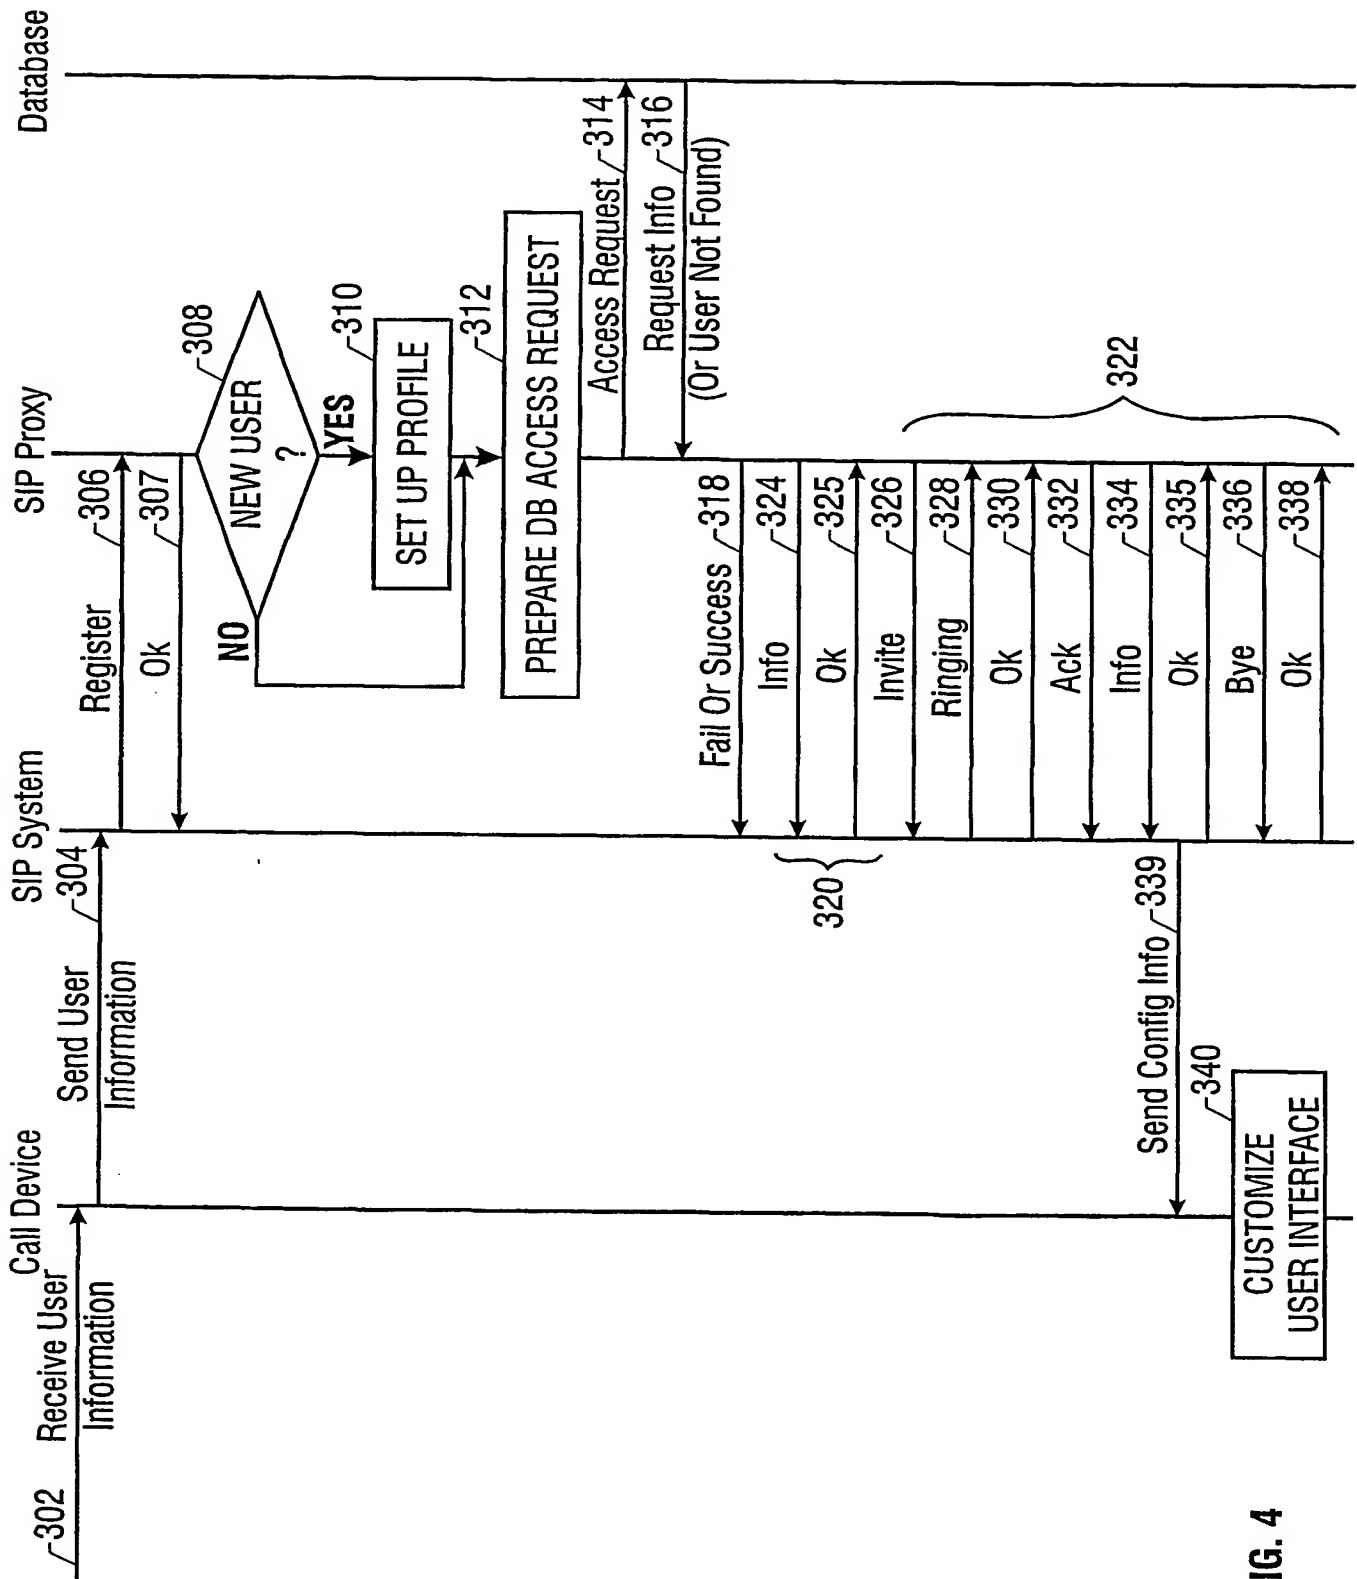 Call Device
SIP System
SIP Proxy
Database
302
Receive User
Information
Send User
Information
304
Register
306
Ok
307
NEW USER
?
308
NO
YES
SET UP PROFILE
310
PREPARE DB ACCESS REQUEST
312
Access Request
314
Request Info
316
(Or User Not Found)
Fail Or Success
318
Info
324
Ok
325
320
Invite
326
Ringing
328
Ok
330
Ack
332
Info
334
Ok
335
Bye
336
Ok
338
322
Send Config Info
339
340
CUSTOMIZE
USER INTERFACE
IG. 4